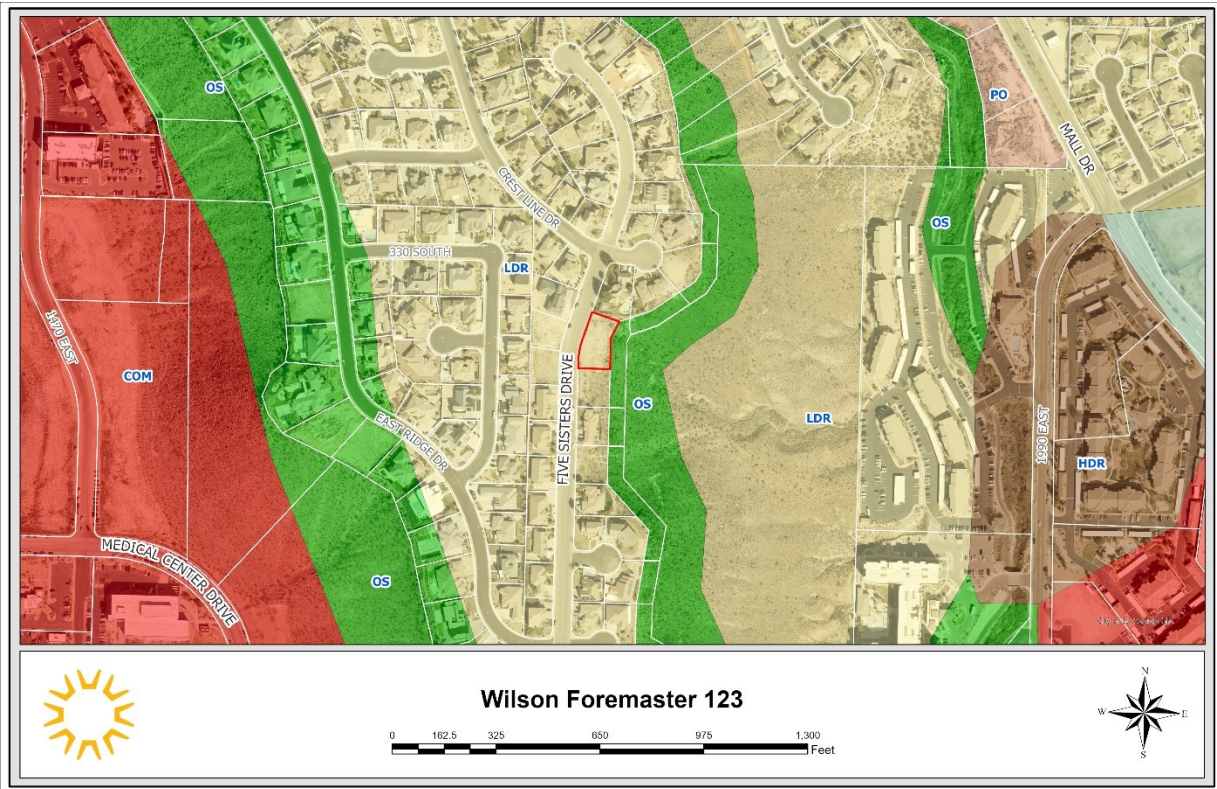 OS
PO
MALL DR
CREST LINE DR
OS
330 SOUTH
LDR
1470 EAST
COM
FIVE SISTERS DRIVE
OS
LDR
EAST RIDGE DR
1990 EAST
HDR
MEDICAL CENTER DRIVE
OS
Wilson Foremaster 123
0 162.5 325 650 975 1,300
Feet
N
W E
S